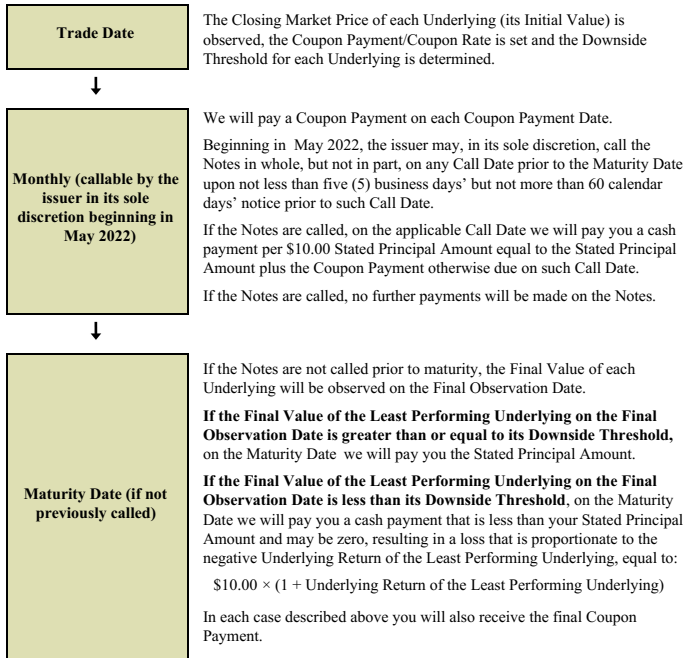 Trade Date
The Closing Market Price of each Underlying (its Initial Value) is
observed, the Coupon Payment/Coupon Rate is set and the Downside
Threshold for each Underlying is determined.
Monthly (callable by the
issuer in its sole
discretion beginning in
May 2022)
We will pay a Coupon Payment on each Coupon Payment Date.
Beginning in May 2022, the issuer may, in its sole discretion, call the
Notes in whole, but not in part, on any Call Date prior to the Maturity Date
upon not less than five (5) business days’ but not more than 60 calendar
days’ notice prior to such Call Date.
If the Notes are called, on the applicable Call Date we will pay you a cash
payment per $10.00 Stated Principal Amount equal to the Stated Principal
Amount plus the Coupon Payment otherwise due on such Call Date.
If the Notes are called, no further payments will be made on the Notes.
Maturity Date (if not
previously called)
If the Notes are not called prior to maturity, the Final Value of each
Underlying will be observed on the Final Observation Date.
If the Final Value of the Least Performing Underlying on the Final
Observation Date is greater than or equal to its Downside Threshold,
on the Maturity Date we will pay you the Stated Principal Amount.
If the Final Value of the Least Performing Underlying on the Final
Observation Date is less than its Downside Threshold, on the Maturity
Date we will pay you a cash payment that is less than your Stated Principal
Amount and may be zero, resulting in a loss that is proportionate to the
negative Underlying Return of the Least Performing Underlying, equal to:
$10.00 × (1 + Underlying Return of the Least Performing Underlying)
In each case described above you will also receive the final Coupon
Payment.